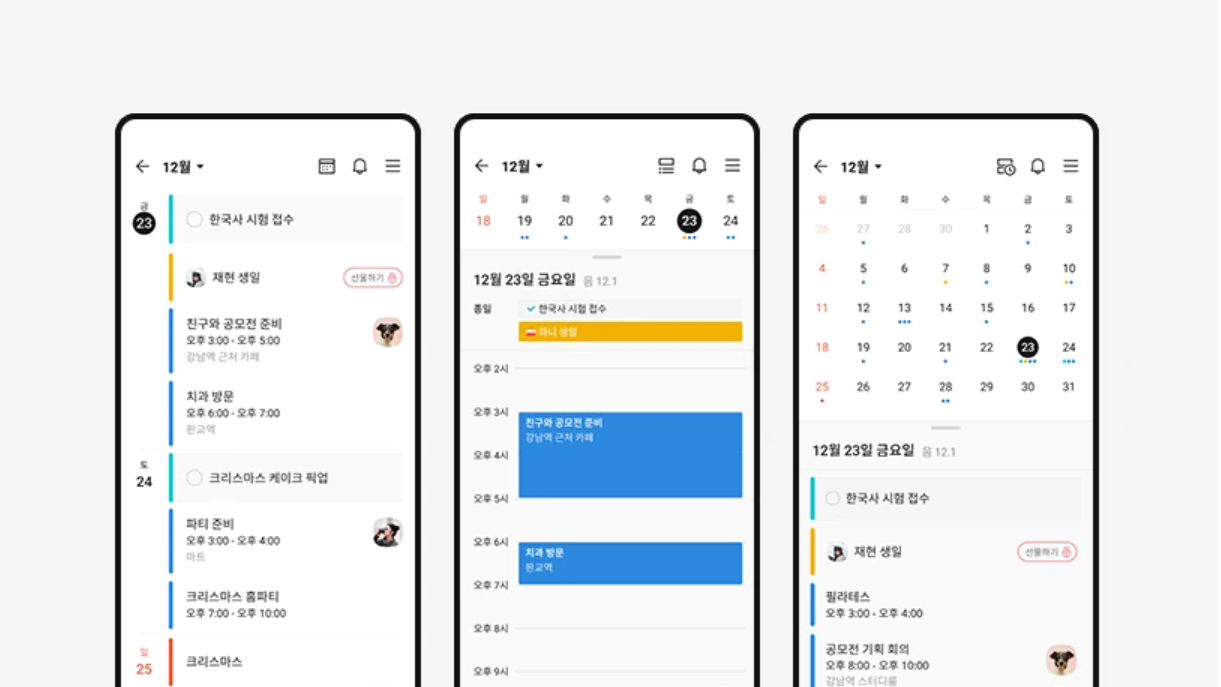 12월
금
23
한국사 시험 접수
재현 생일
선물하기
친구와 공모전 준비
오후 3:00 - 오후 5:00
강남역 근처 카페
치과 방문
오후 6:00 - 오후 7:00
판교역
토
24
크리스마스 케이크 픽업
파티 준비
오후 3:00 - 오후 4:00
마트
크리스마스 홈파티
오후 7:00 - 오후 10:00
일
25
크리스마스
12월
일 월 화 수 목 금 토
18 19 20 21 22 23 24
12월 23일 금요일 음 12.1
종일 한국사 시험 접수
하니 생일
오후 2시
오후 3시
친구와 공모전 준비
강남역 근처 카페
오후 4시
오후 5시
오후 6시
치과 방문
판교역
오후 7시
오후 8시
오후 9시
12월
일 월 화 수 목 금 토
26 27 28 30 1 2 3
4 5 6 7 8 9 10
11 12 13 14 15 16 17
18 19 20 21 22 23 24
25 26 27 28 29 30 31
12월 23일 금요일 음 12.1
한국사 시험 접수
재현 생일
선물하기
필라테스
오후 3:00 - 오후 4:00
공모전 기획 회의
오후 8:00 - 오후 10:00
강남역 스터디룸